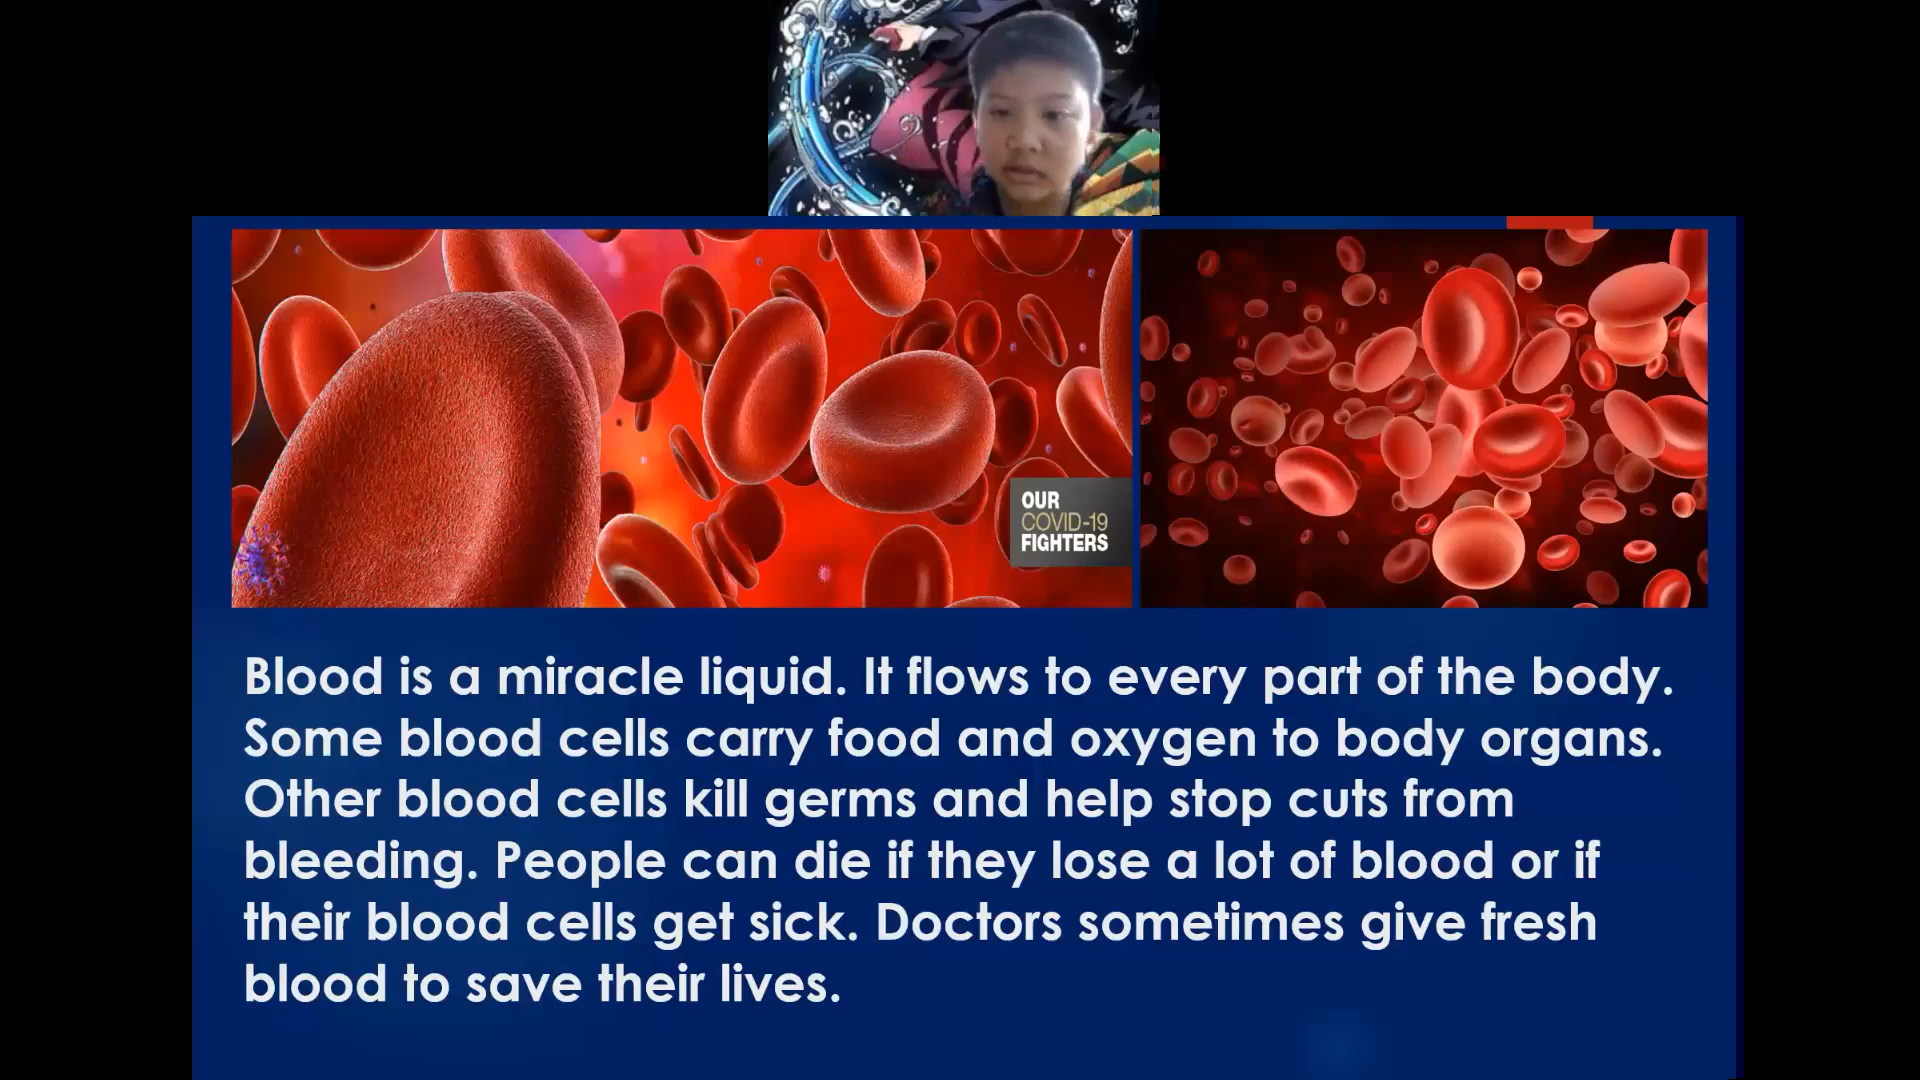 OUR
COVID-19
FIGHTERS
Blood is a miracle liquid. It flows to every part of the body.
Some blood cells carry food and oxygen to body organs.
Other blood cells kill germs and help stop cuts from
bleeding. People can die if they lose a lot of blood or if
their blood cells get sick. Doctors sometimes give fresh
blood to save their lives.